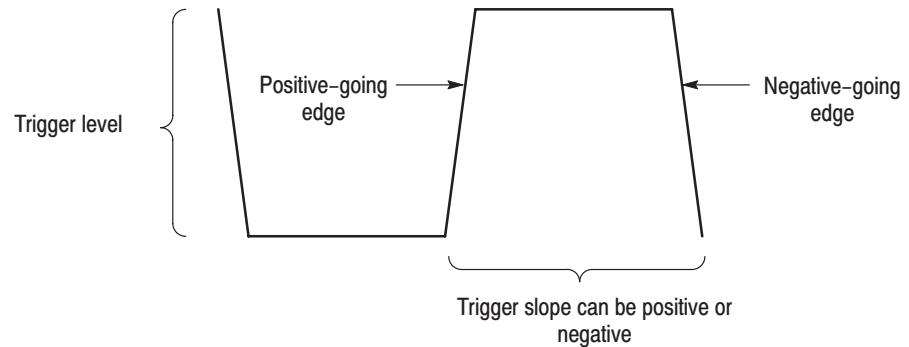 Positive-going
edge
Negative-going
edge
Trigger level
Trigger slope can be positive or
negative